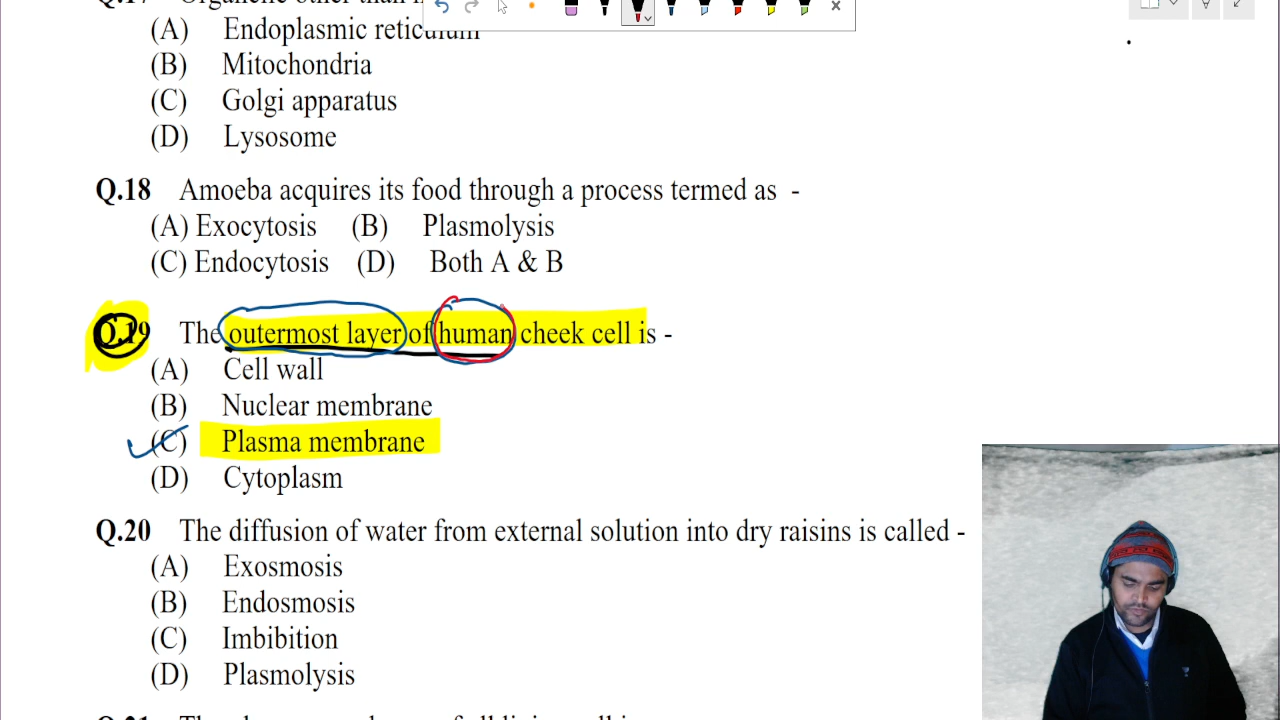 (A) Endoplasmic reticulum
(B) Mitochondria
(C) Golgi apparatus
(D) Lysosome
Q.18 Amoeba acquires its food through a process termed as -
(A) Exocytosis (B) Plasmolysis
(C) Endocytosis (D) Both A & B
Q.19 The outermost layer of human cheek cell is -
(A) Cell wall
(B) Nuclear membrane
(C) Plasma membrane
(D) Cytoplasm
Q.20 The diffusion of water from external solution into dry raisins is called -
(A) Exosmosis
(B) Endosmosis
(C) Imbibition
(D) Plasmolysis